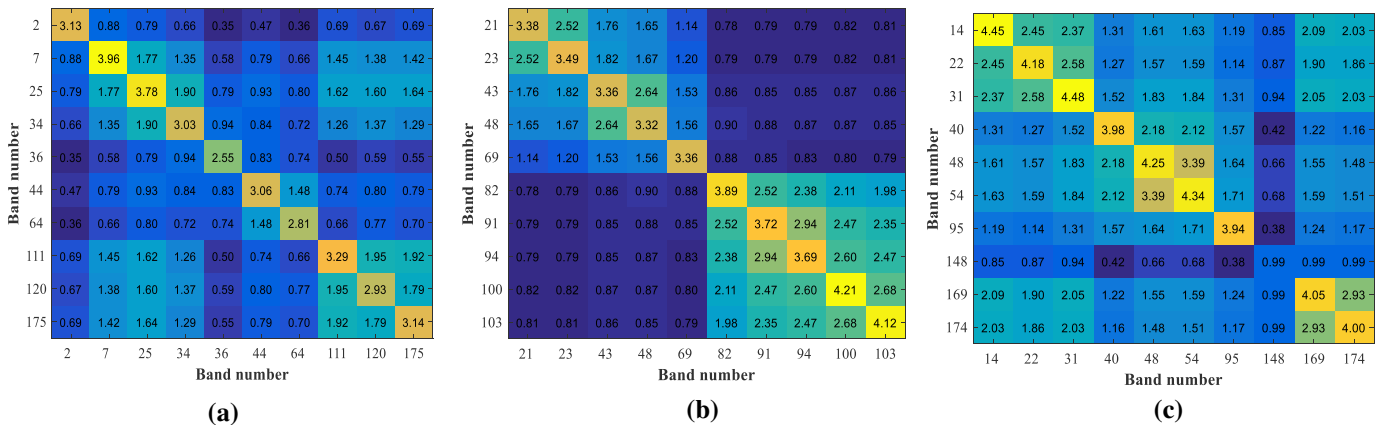 2 3.13 0.88 0.79 0.66 0.35 0.47 0.36 0.69 0.67 0.69
7 0.88 3.96 1.77 1.35 0.58 0.79 0.66 1.45 1.38 1.42
25 0.79 1.77 3.78 1.90 0.79 0.93 0.80 1.62 1.60 1.64
34 0.66 1.35 1.90 3.03 0.94 0.84 0.72 1.26 1.37 1.29
36 0.35 0.58 0.79 0.94 2.55 0.83 0.74 0.50 0.59 0.55
44 0.47 0.79 0.93 0.84 0.83 3.06 1.48 0.74 0.80 0.79
64 0.36 0.66 0.80 0.72 0.74 1.48 2.81 0.66 0.77 0.70
111 0.69 1.45 1.62 1.26 0.50 0.74 0.66 3.29 1.95 1.92
120 0.67 1.38 1.60 1.37 0.59 0.80 0.77 1.95 2.93 1.79
175 0.69 1.42 1.64 1.29 0.55 0.79 0.70 1.92 1.79 3.14
2 7 25 34 36 44 64 111 120 175
Band number
Band number
(a)
21 3.38 2.52 1.76 1.65 1.14 0.78 0.79 0.79 0.82 0.81
23 2.52 3.49 1.82 1.67 1.20 0.79 0.79 0.79 0.82 0.81
43 1.76 1.82 3.36 2.64 1.53 0.86 0.85 0.85 0.87 0.86
48 1.65 1.67 2.64 3.32 1.56 0.90 0.88 0.87 0.87 0.85
69 1.14 1.20 1.53 1.56 3.36 0.88 0.85 0.83 0.80 0.79
82 0.78 0.79 0.86 0.90 0.88 3.89 2.52 2.38 2.11 1.98
91 0.79 0.79 0.85 0.88 0.85 2.52 3.72 2.94 2.47 2.35
94 0.79 0.79 0.85 0.87 0.83 2.38 2.94 3.69 2.60 2.47
100 0.82 0.82 0.87 0.87 0.80 2.11 2.47 2.60 4.21 2.68
103 0.81 0.81 0.86 0.85 0.79 1.98 2.35 2.47 2.68 4.12
21 23 43 48 69 82 91 94 100 103
Band number
Band number
(b)
14 4.45 2.45 2.37 1.31 1.61 1.63 1.19 0.85 2.09 2.03
22 2.45 4.18 2.58 1.27 1.57 1.59 1.14 0.87 1.90 1.86
31 2.37 2.58 4.48 1.52 1.83 1.84 1.31 0.94 2.05 2.03
40 1.31 1.27 1.52 3.98 2.18 2.12 1.57 0.42 1.22 1.16
48 1.61 1.57 1.83 2.18 4.25 3.39 1.64 0.66 1.55 1.48
54 1.63 1.59 1.84 2.12 3.39 4.34 1.71 0.68 1.59 1.51
95 1.19 1.14 1.31 1.57 1.64 1.71 3.94 0.38 1.24 1.17
148 0.85 0.87 0.94 0.42 0.66 0.68 0.38 0.99 0.99 0.99
169 2.09 1.90 2.05 1.22 1.55 1.59 1.24 0.99 4.05 2.93
174 2.03 1.86 2.03 1.16 1.48 1.51 1.17 0.99 2.93 4.00
14 22 31 40 48 54 95 148 169 174
Band number
Band number
(c)